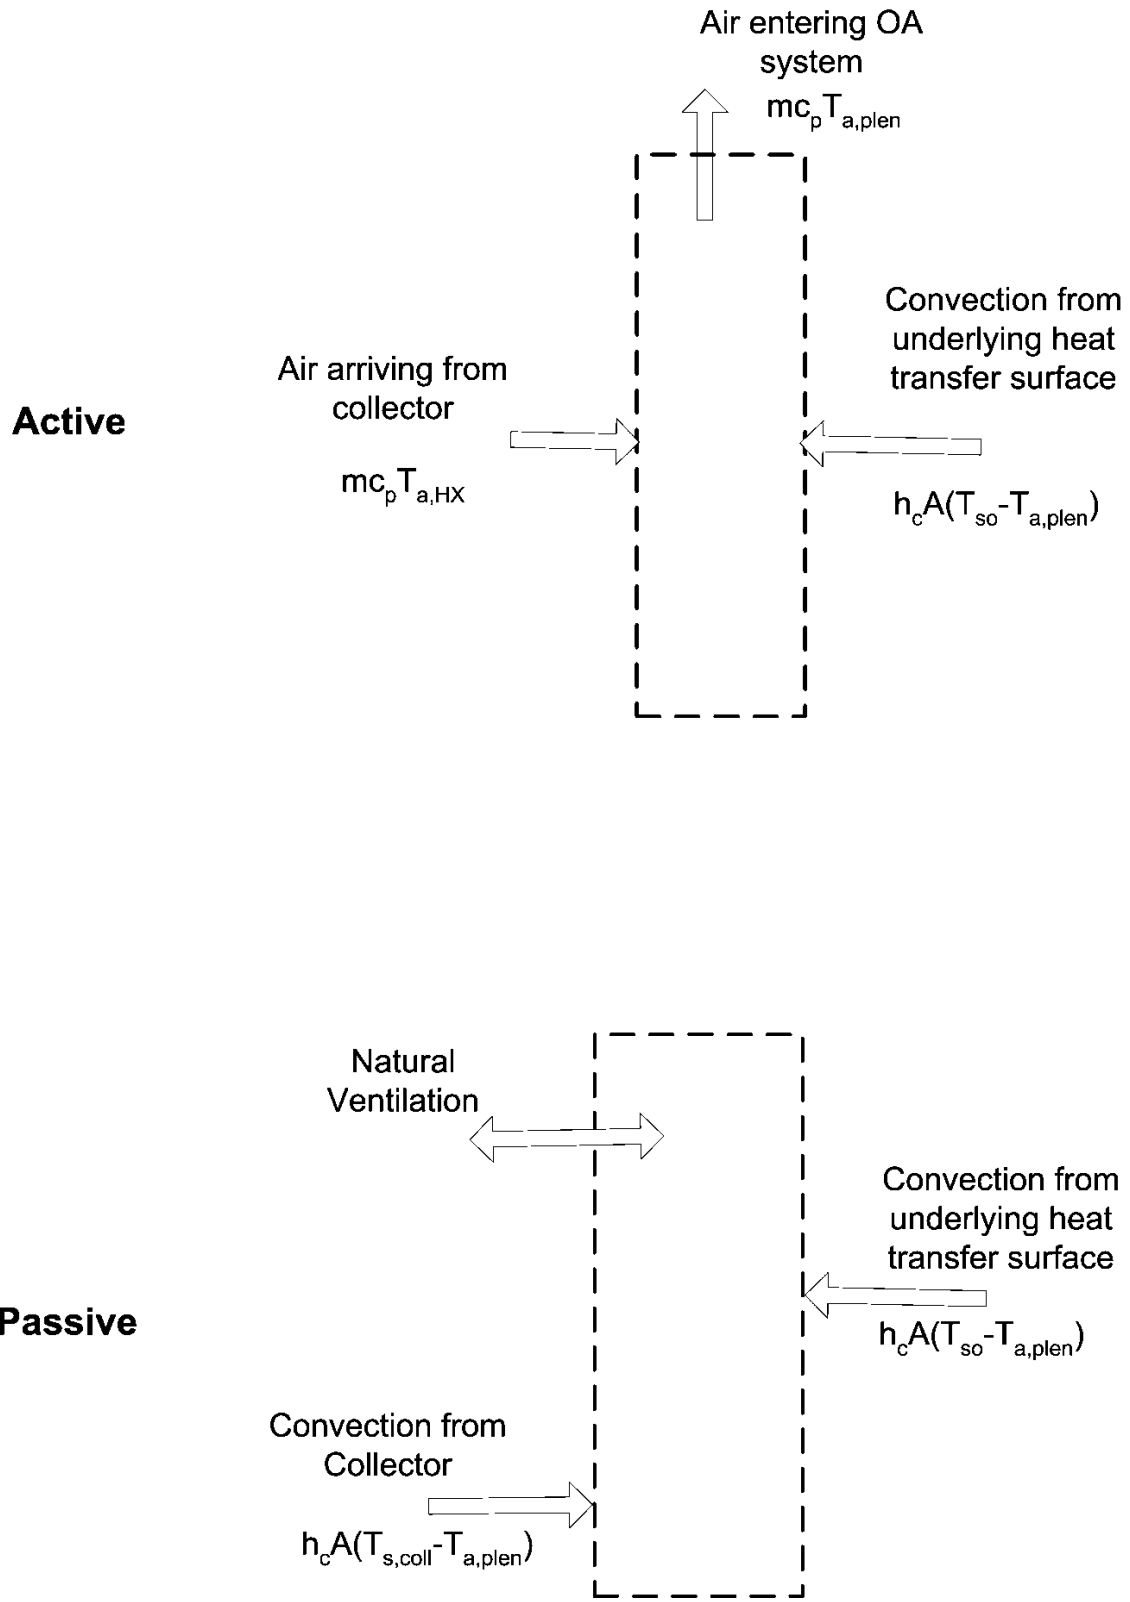 Air entering OA
system
mc_pT_a,plen
Convection from
underlying heat
transfer surface
Air arriving from
collector
Active
mc_pT_a,HX
h_cA(T_so-T_a,plen)
Natural
Ventilation
Convection from
underlying heat
transfer surface
Passive
h_cA(T_so-T_a,plen)
Convection from
Collector
h_cA(T_s,coll-T_a,plen)